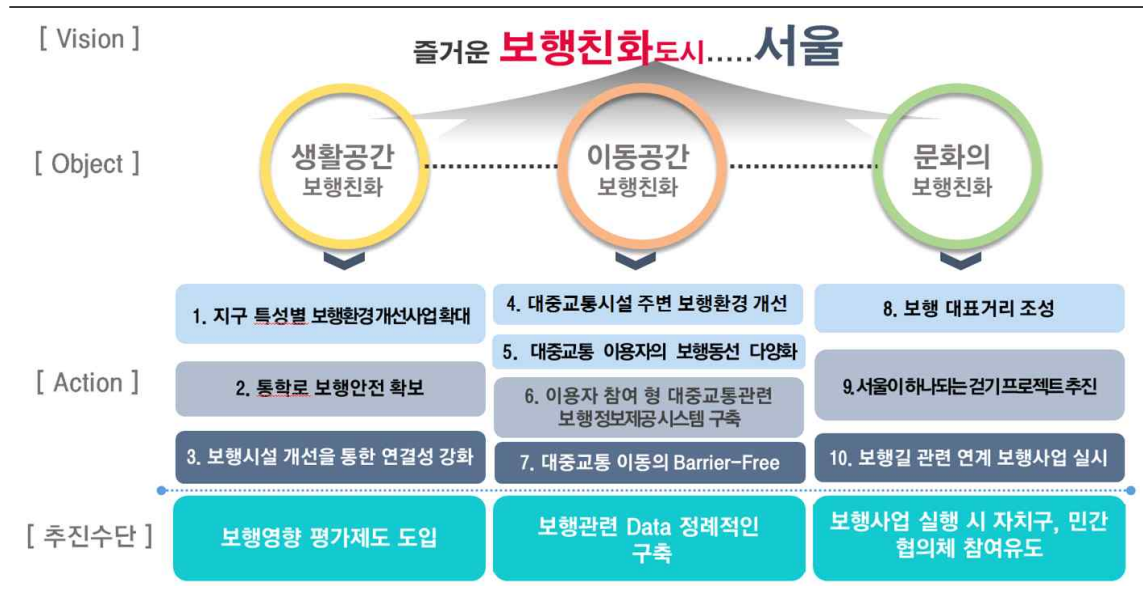 [ Vision ]
즐거운 보행친화도시.....서울
[ Object ]
생활공간
보행친화
이동공간
보행친화
문화의
보행친화
[ Action ]
1. 지구 특성별 보행환경개선사업 확대
2. 통학로 보행안전 확보
3. 보행시설 개선을 통한 연결성 강화
4. 대중교통시설 주변 보행환경 개선
5. 대중교통 이용자의 보행동선 다양화
6. 이용자 참여 형 대중교통관련
보행정보제공시스템 구축
7. 대중교통 이동의 Barrier-Free
8. 보행 대표거리 조성
9. 서울이 하나되는 걷기 프로젝트 추진
10. 보행길 관련 연계 보행사업 실시
[ 추진수단 ]
보행영향 평가제도 도입
보행관련 Data 정례적인
구축
보행사업 실행 시 자치구, 민간
협의체 참여유도